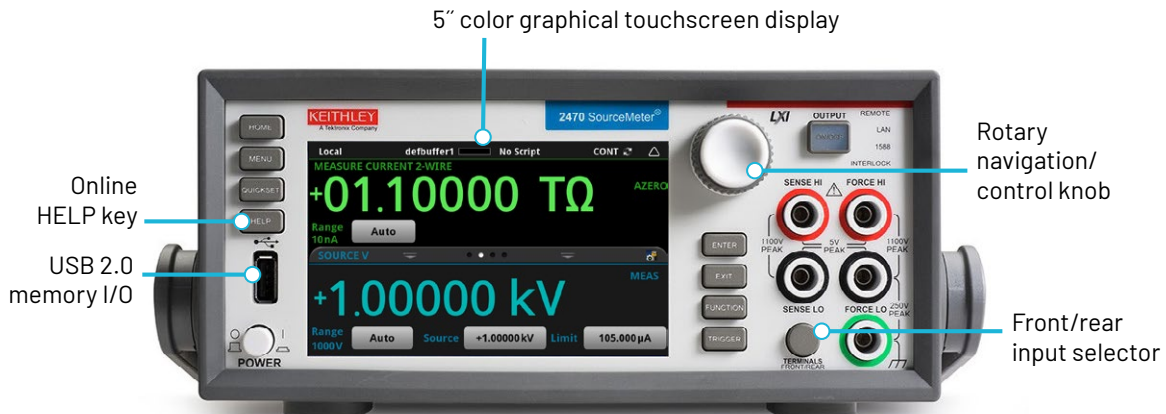 5″ color graphical touchscreen display
KEITHLEY
A Tektronix Company
2470 SourceMeter®
LXI
OUTPUT
ON/OFF
REMOTE
LAN
1588
INTERLOCK
HOME
MENU
QUICKSET
HELP
Online
HELP key
USB 2.0
memory I/O
POWER
Local defbuffer1 No Script CONT
MEASURE CURRENT 2-WIRE
+01.10000 TΩ
AZERO
Range
10nA
Auto
SOURCE V
MEAS
+1.00000 kV
Range
1000V
Auto
Source
+1.00000 kV
Limit
105.000 µA
ENTER
EXIT
FUNCTION
TRIGGER
Rotary
navigation/
control knob
SENSE HI FORCE HI
1100V
PEAK
5V
PEAK
1100V
PEAK
SENSE LO FORCE LO
250V
PEAK
TERMINALS
FRONT/REAR
Front/rear
input selector